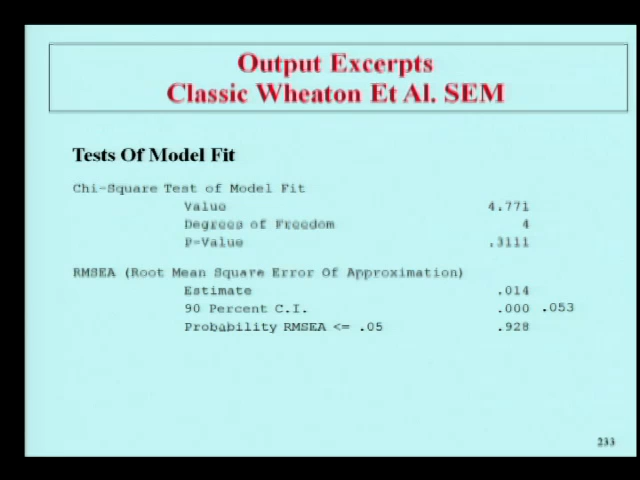 Output Excerpts
Classic Wheaton Et Al. SEM
Tests Of Model Fit
Chi-Square Test of Model Fit
Value 4.771
Degrees of Freedom 4
P-Value .3111
RMSEA (Root Mean Square Error Of Approximation)
Estimate .014
90 Percent C.I. .000 .053
Probability RMSEA <= .05 .928
233